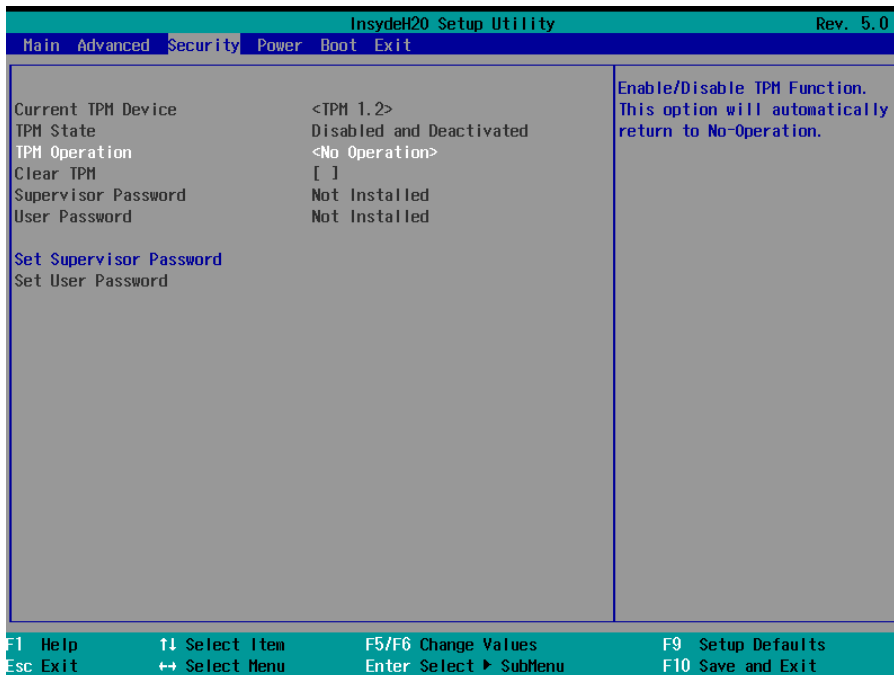 InsydeH20 Setup Utility Rev. 5.0
Main Advanced Security Power Boot Exit
Current TPM Device <TPM 1.2>
TPM State Disabled and Deactivated
TPM Operation <No Operation>
Clear TPM [ ]
Supervisor Password Not Installed
User Password Not Installed
Set Supervisor Password
Set User Password
Enable/Disable TPM Function.
This option will automatically
return to No-Operation.
F1 Help ↑↓ Select Item F5/F6 Change Values F9 Setup Defaults
Esc Exit ↔ Select Menu Enter Select ▶ SubMenu F10 Save and Exit